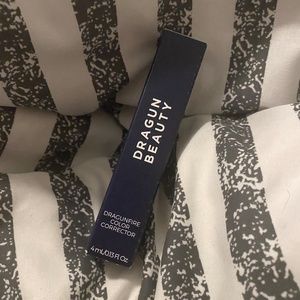 DRAGUN
BEAUTY
DRAGUNFIRE
COLOR
CORRECTOR
4 ml/0.13 Fl. Oz.